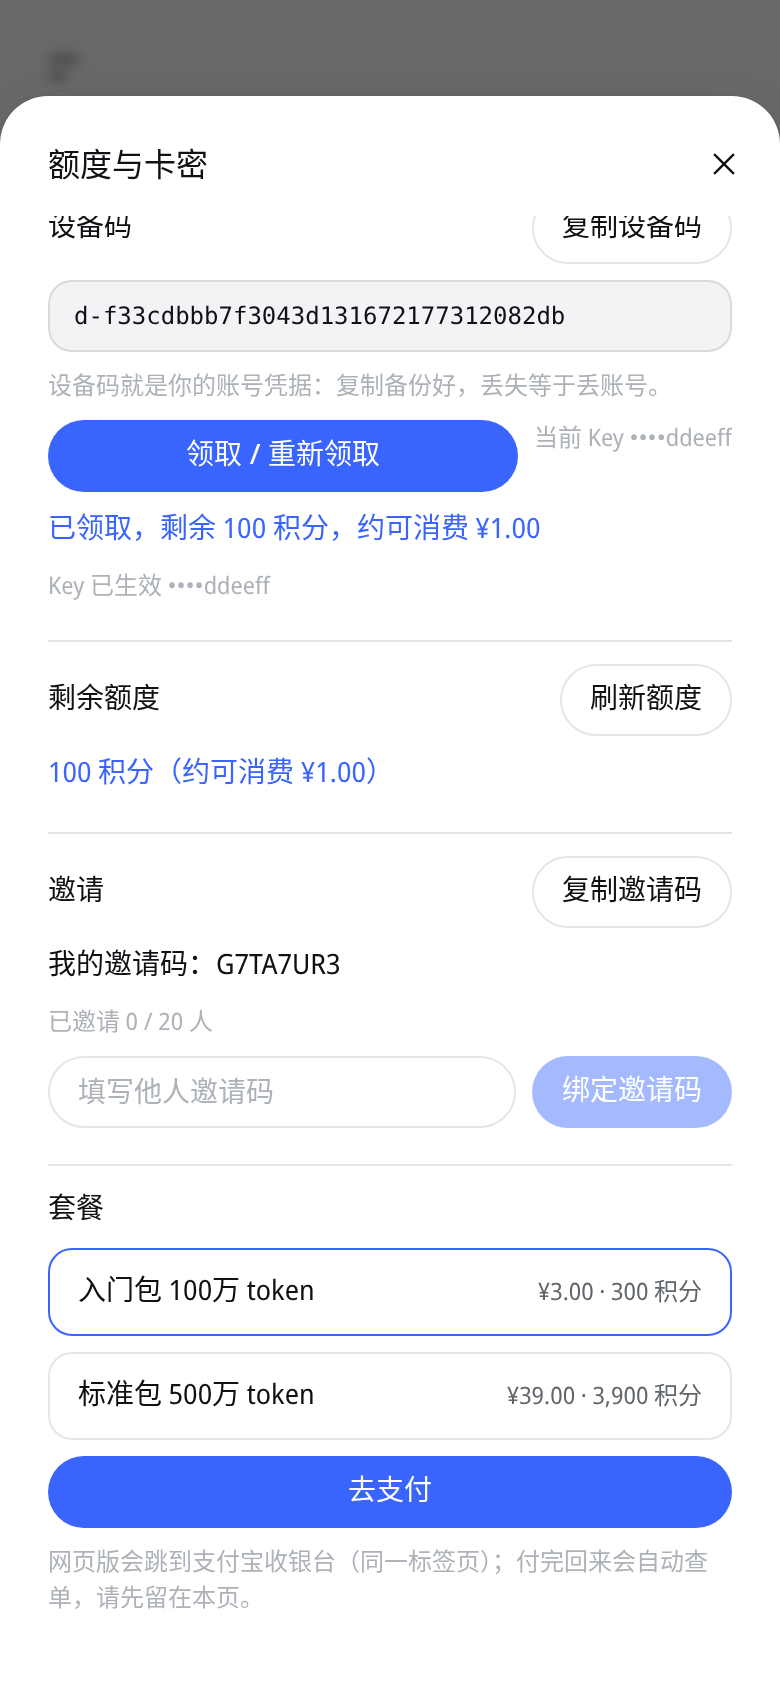 额度与卡密
设备码
复制设备码
d-f33cdbbb7f3043d131672177312082db
设备码就是你的账号凭据：复制备份好，丢失等于丢账号。
领取 / 重新领取
当前 Key ••••ddeeff
已领取，剩余 100 积分，约可消费 ¥1.00
Key 已生效 ••••ddeeff
剩余额度
刷新额度
100 积分（约可消费 ¥1.00）
邀请
复制邀请码
我的邀请码：G7TA7UR3
已邀请 0 / 20 人
填写他人邀请码
绑定邀请码
套餐
入门包 100万 token
¥3.00 · 300 积分
标准包 500万 token
¥39.00 · 3,900 积分
去支付
网页版会跳到支付宝收银台（同一标签页）；付完回来会自动查
单，请先留在本页。